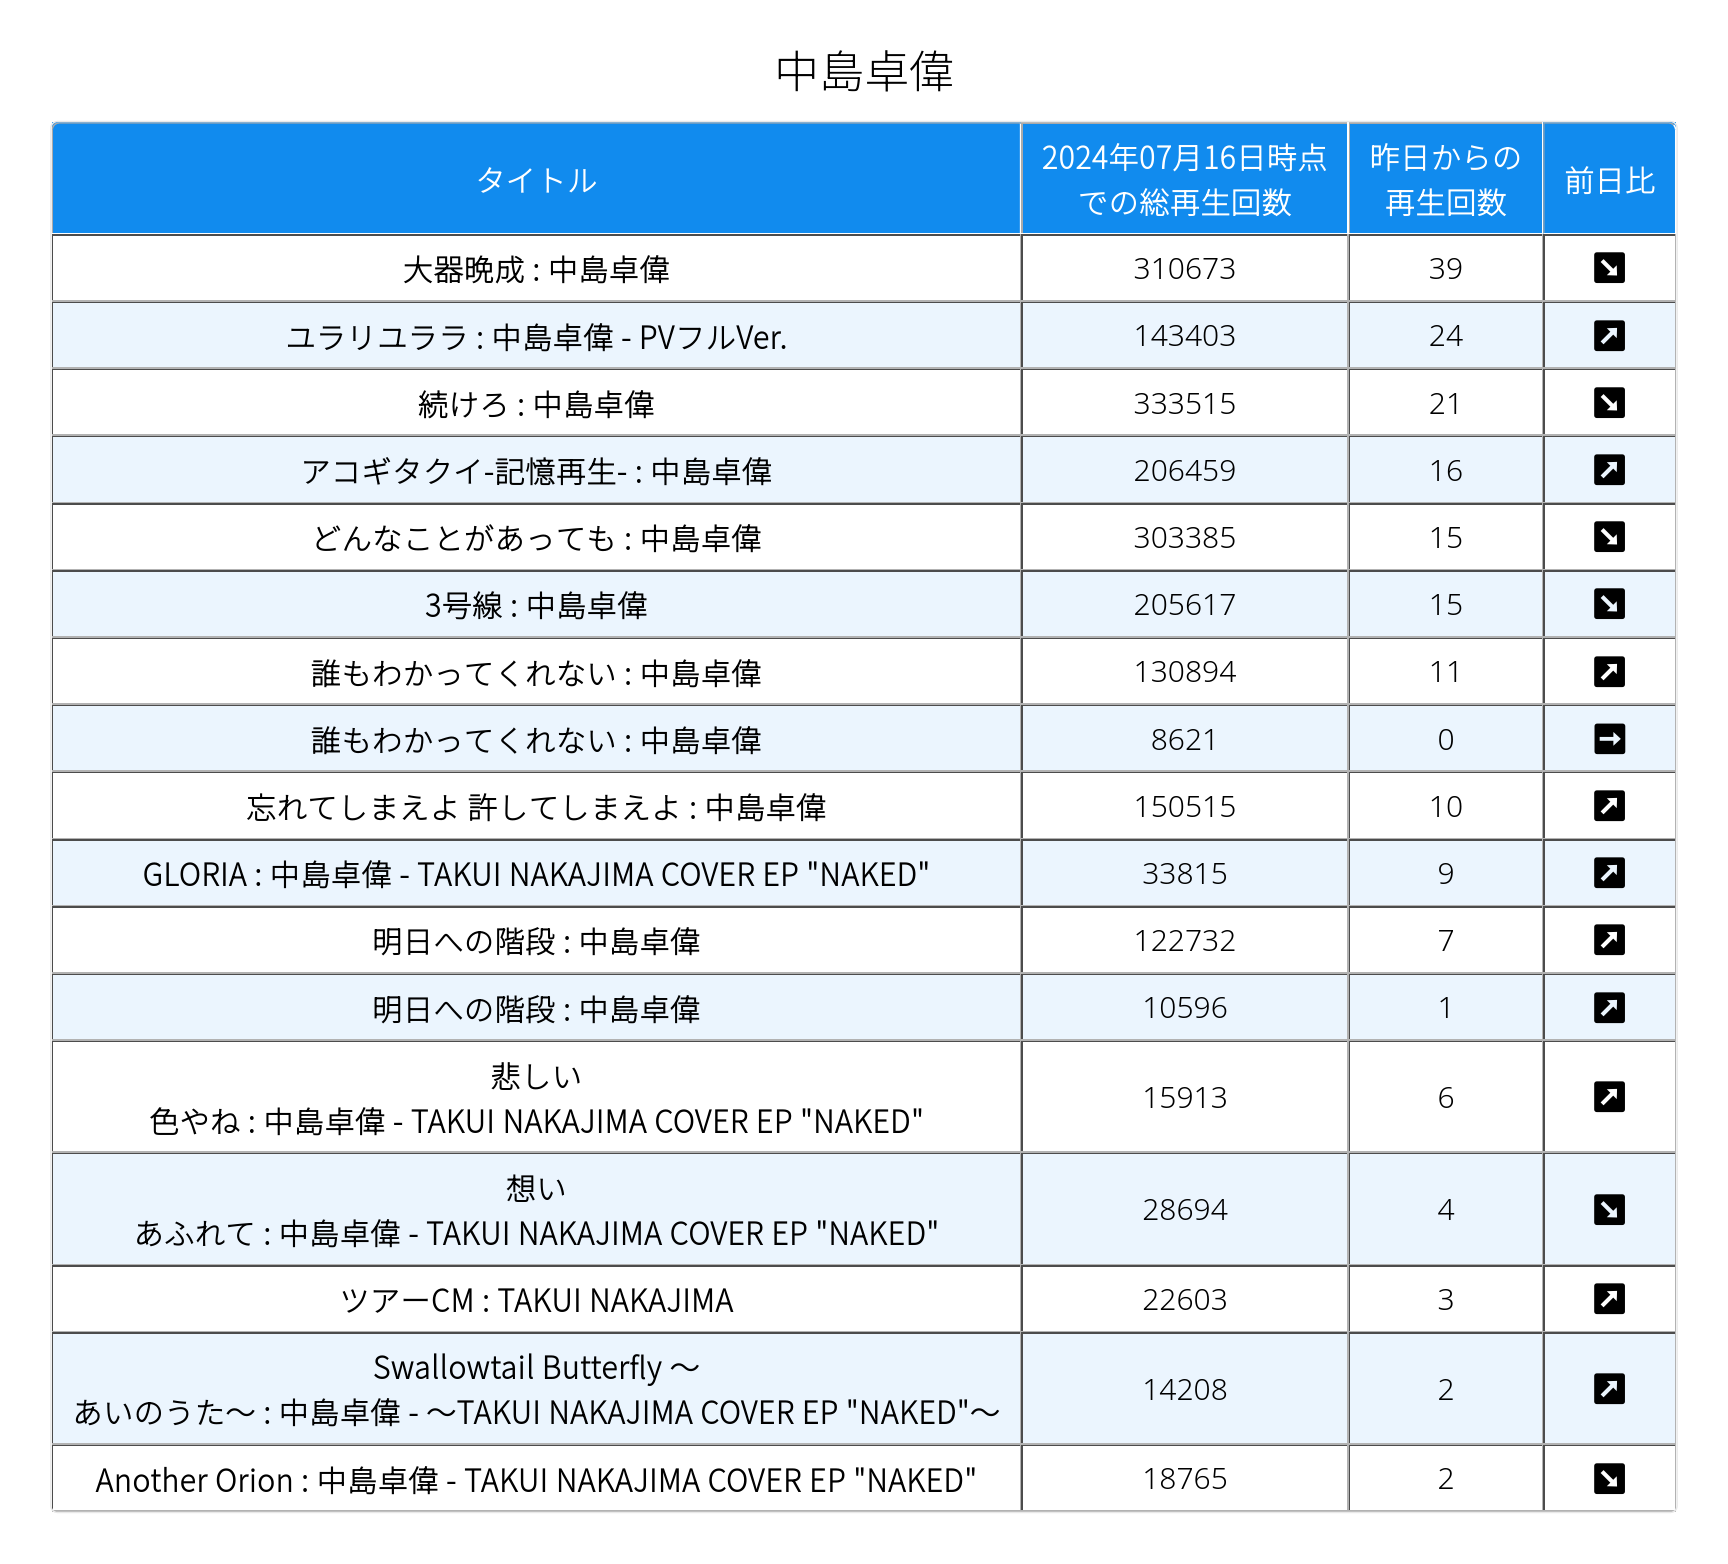 中島卓偉
タイトル
2024年07月16日時点
での総再生回数
昨日からの
再生回数
前日比
大器晩成 : 中島卓偉 310673 39 ↘
ユラリユララ : 中島卓偉 - PVフルVer. 143403 24 ↗
続けろ : 中島卓偉 333515 21 ↘
アコギタクイ-記憶再生- : 中島卓偉 206459 16 ↗
どんなことがあっても : 中島卓偉 303385 15 ↘
3号線 : 中島卓偉 205617 15 ↘
誰もわかってくれない : 中島卓偉 130894 11 ↗
誰もわかってくれない : 中島卓偉 8621 0 →
忘れてしまえよ 許してしまえよ : 中島卓偉 150515 10 ↗
GLORIA : 中島卓偉 - TAKUI NAKAJIMA COVER EP "NAKED" 33815 9 ↗
明日への階段 : 中島卓偉 122732 7 ↗
明日への階段 : 中島卓偉 10596 1 ↗
悲しい
色やね : 中島卓偉 - TAKUI NAKAJIMA COVER EP "NAKED" 15913 6 ↗
想い
あふれて : 中島卓偉 - TAKUI NAKAJIMA COVER EP "NAKED" 28694 4 ↘
ツアーCM : TAKUI NAKAJIMA 22603 3 ↗
Swallowtail Butterfly ～
あいのうた～ : 中島卓偉 - ～TAKUI NAKAJIMA COVER EP "NAKED"～ 14208 2 ↗
Another Orion : 中島卓偉 - TAKUI NAKAJIMA COVER EP "NAKED" 18765 2 ↘